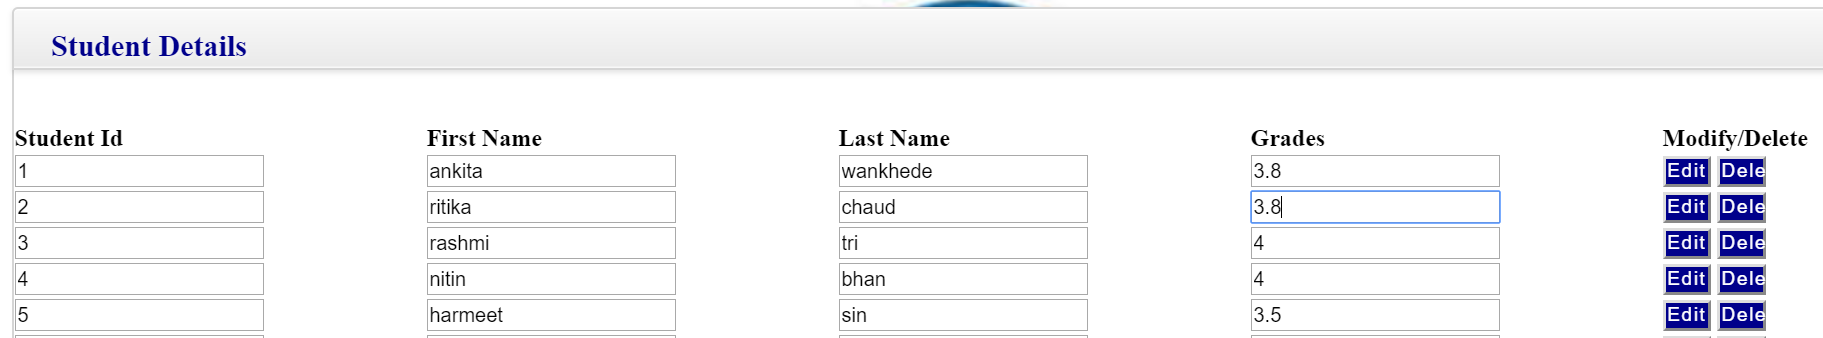 Student Details
Student Id First Name Last Name Grades Modify/Delete
1 ankita wankhede 3.8 Edit Dele
2 ritika chaud 3.8 Edit Dele
3 rashmi tri 4 Edit Dele
4 nitin bhan 4 Edit Dele
5 harmeet sin 3.5 Edit Dele